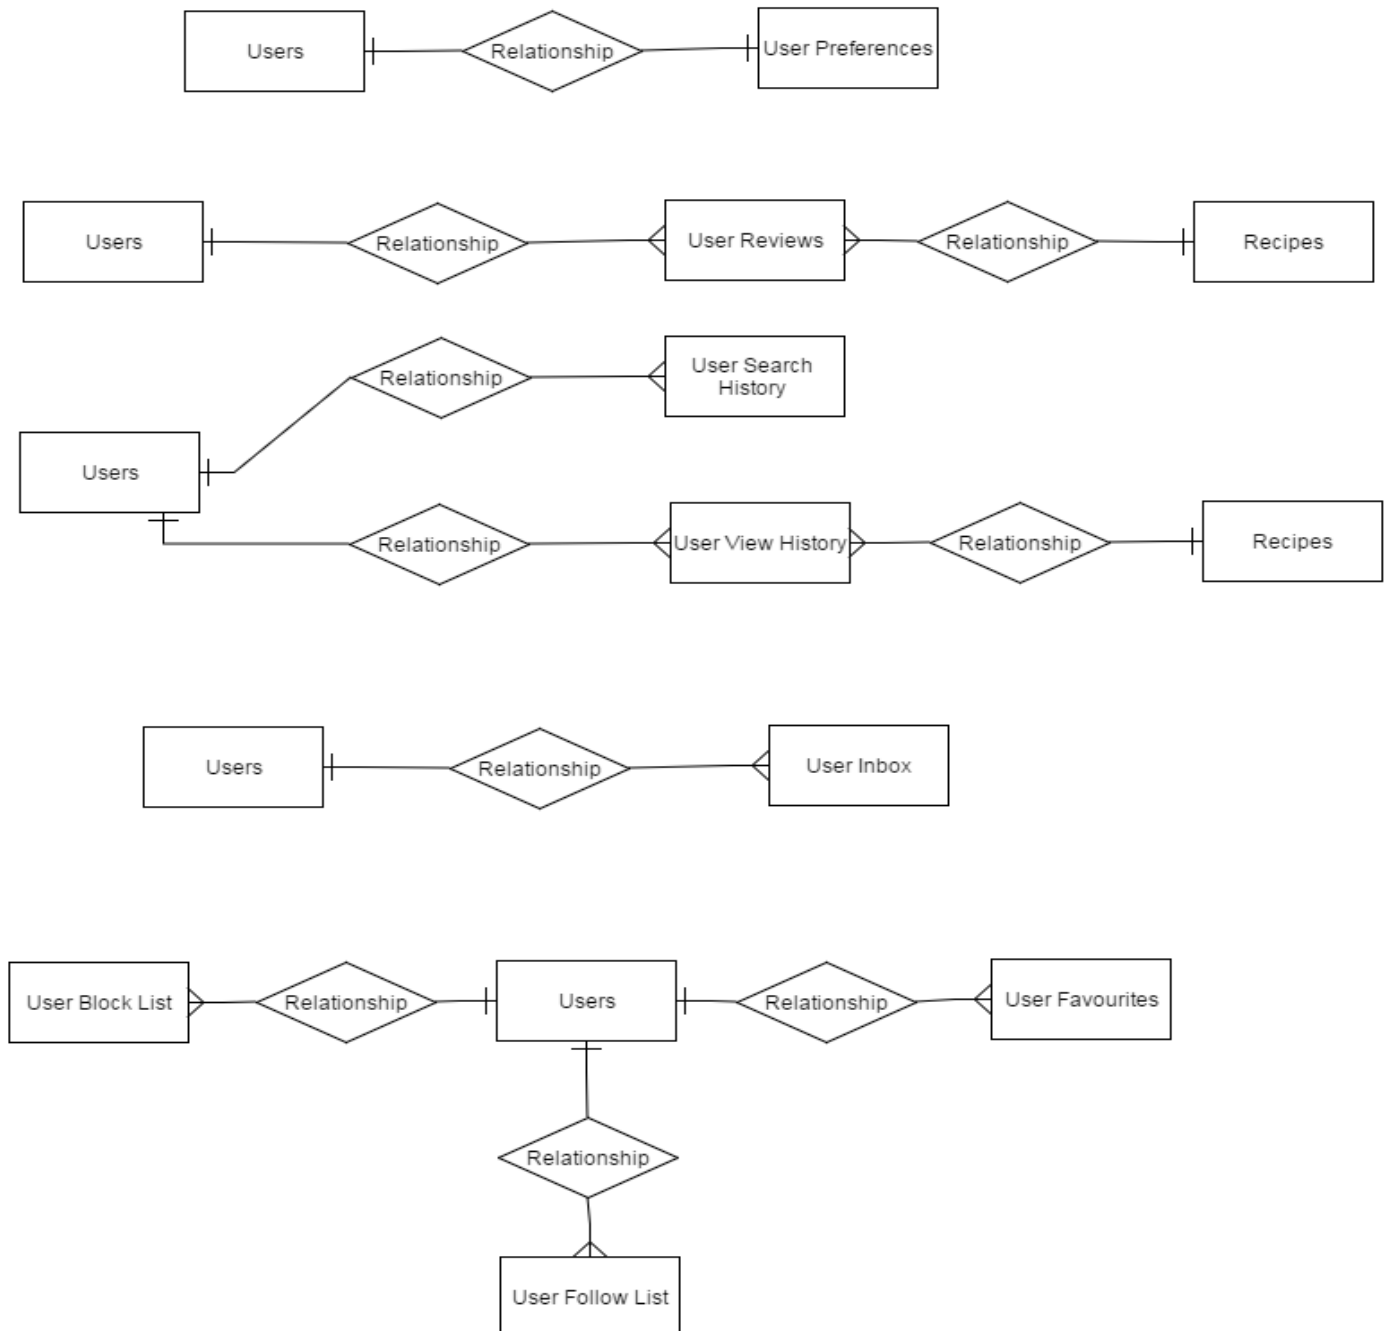 Users
Relationship
User Preferences
Users
Relationship
User Reviews
Relationship
Recipes
Relationship
User Search
History
Users
Relationship
User View History
Relationship
Recipes
Users
Relationship
User Inbox
User Block List
Relationship
Users
Relationship
User Favourites
Relationship
User Follow List